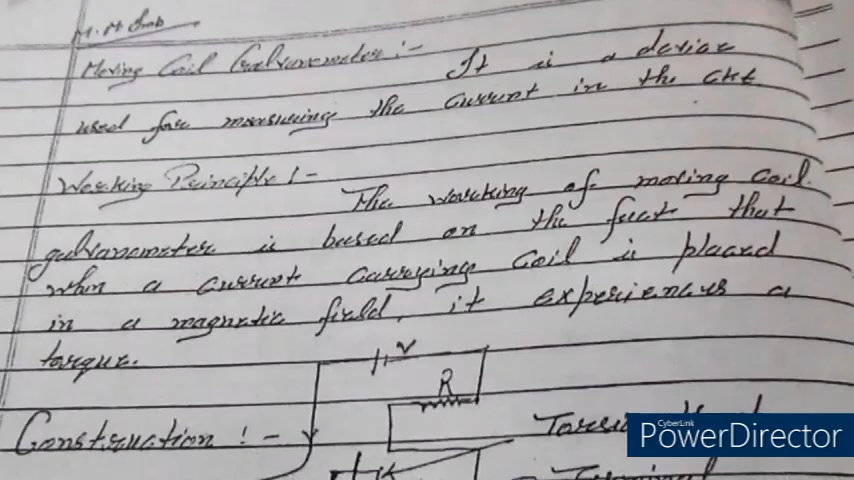 Moving Coil Galvanometer :- It is a device
used for measuring the current in the ckt
Working Principle :-
The working of moving coil
galvanometer is based on the fact that
when a current carrying coil is placed
in a magnetic field, it experiences a
torque.
V
R
Construction :-
K
Terminal
CyberLink
PowerDirector